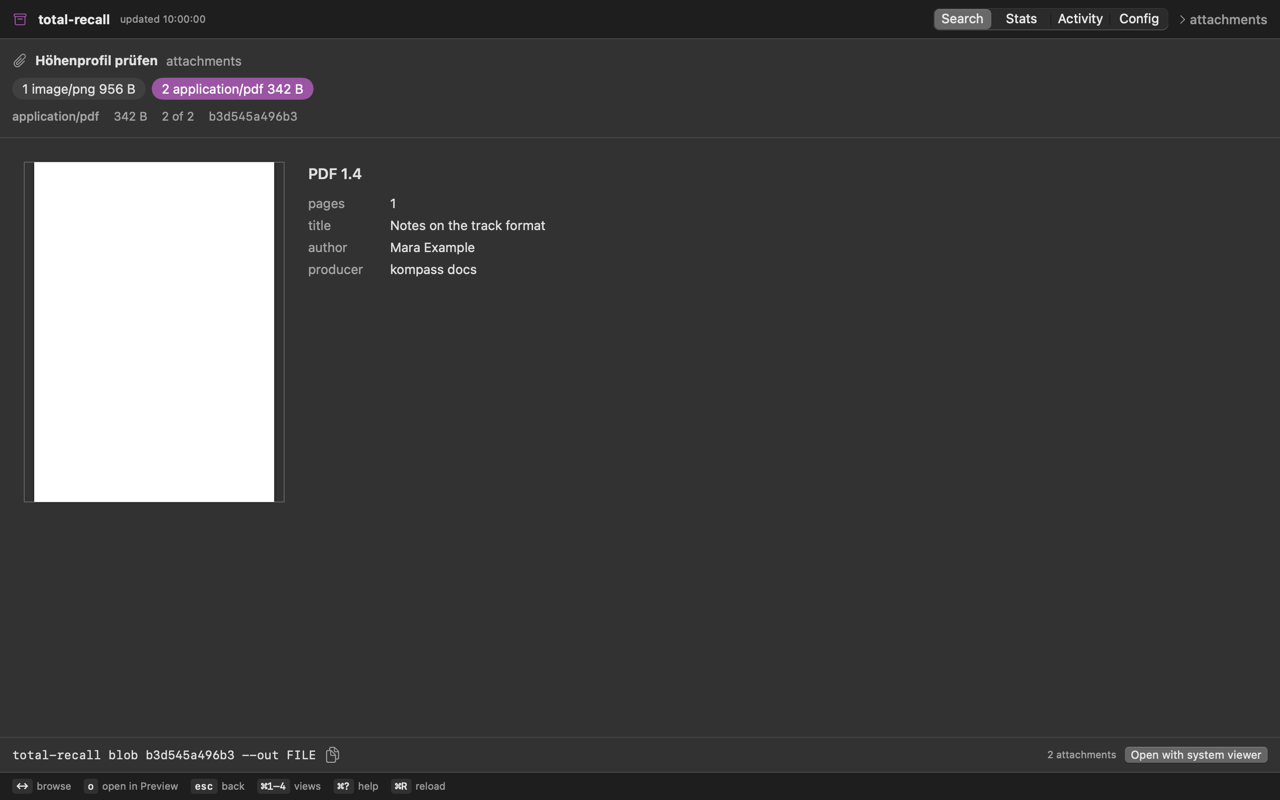 total-recall updated 10:00:00 Search Stats Activity Config > attachments
Höhenprofil prüfen attachments
1 image/png 956 B 2 application/pdf 342 B
application/pdf 342 B 2 of 2 b3d545a496b3
PDF 1.4
pages 1
title Notes on the track format
author Mara Example
producer kompass docs
total-recall blob b3d545a496b3 --out FILE 2 attachments Open with system viewer
↔ browse o open in Preview esc back ⌘1–4 views ⌘? help ⌘R reload